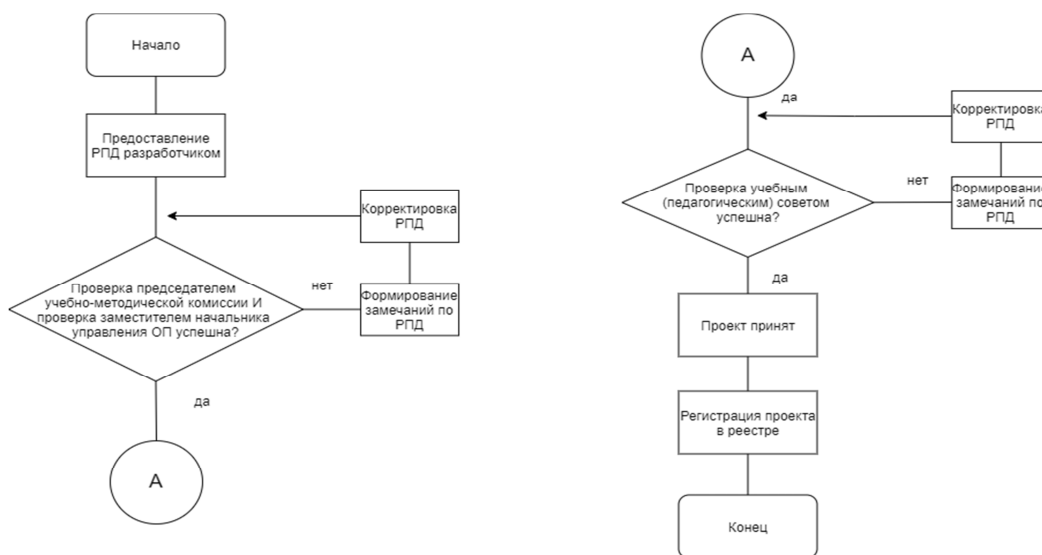 Начало
Предоставление
РПД разработчиком
Корректировка
РПД
Проверка председателем
учебно-методической комиссии И
проверка заместителем начальника
управления ОП успешна?
нет
Формирование
замечаний по
РПД
да
А
А
да
Корректировка
РПД
Проверка учебным
(педагогическим) советом
успешна?
нет
Формирование
замечаний по
РПД
да
Проект принят
Регистрация проекта
в реестре
Конец